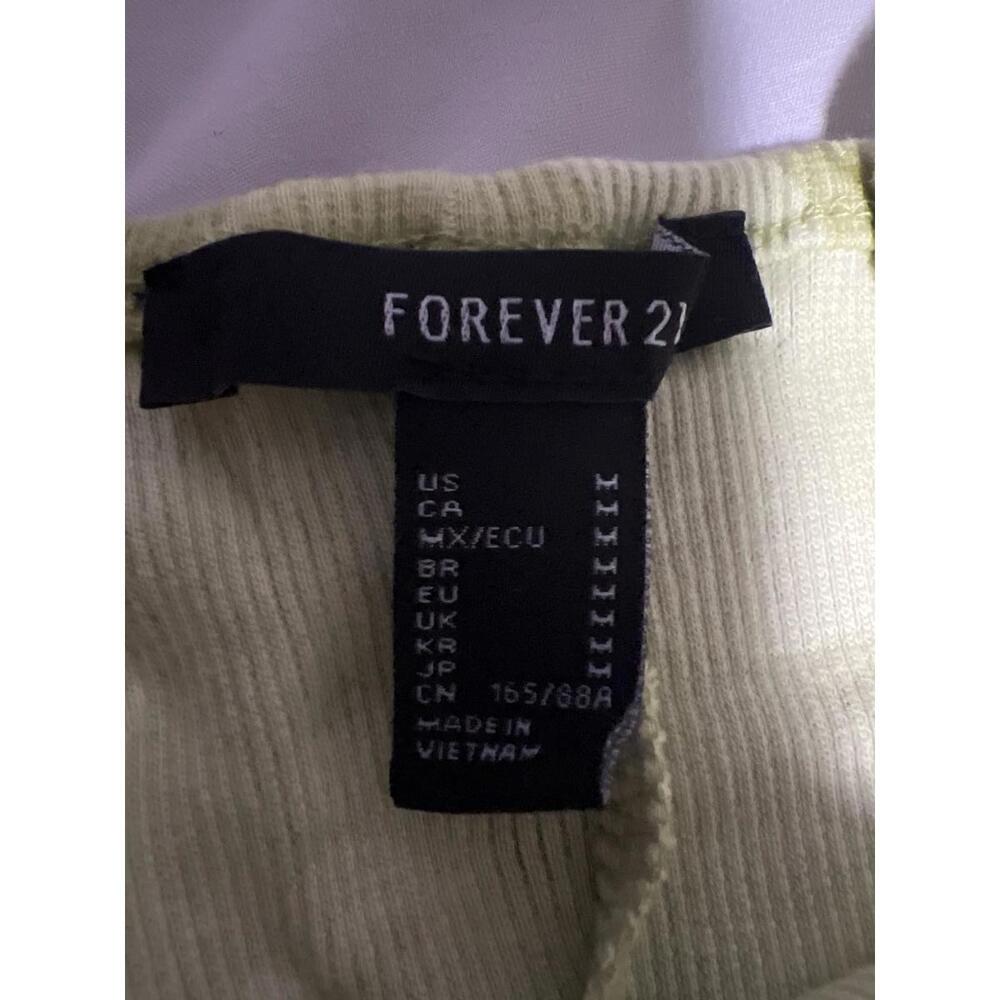 FOREVER 21
US M
CA M
MX/ECU M
BR M
EU M
UK M
KR M
JP M
CN 165/88A
MADE IN
VIETNAM